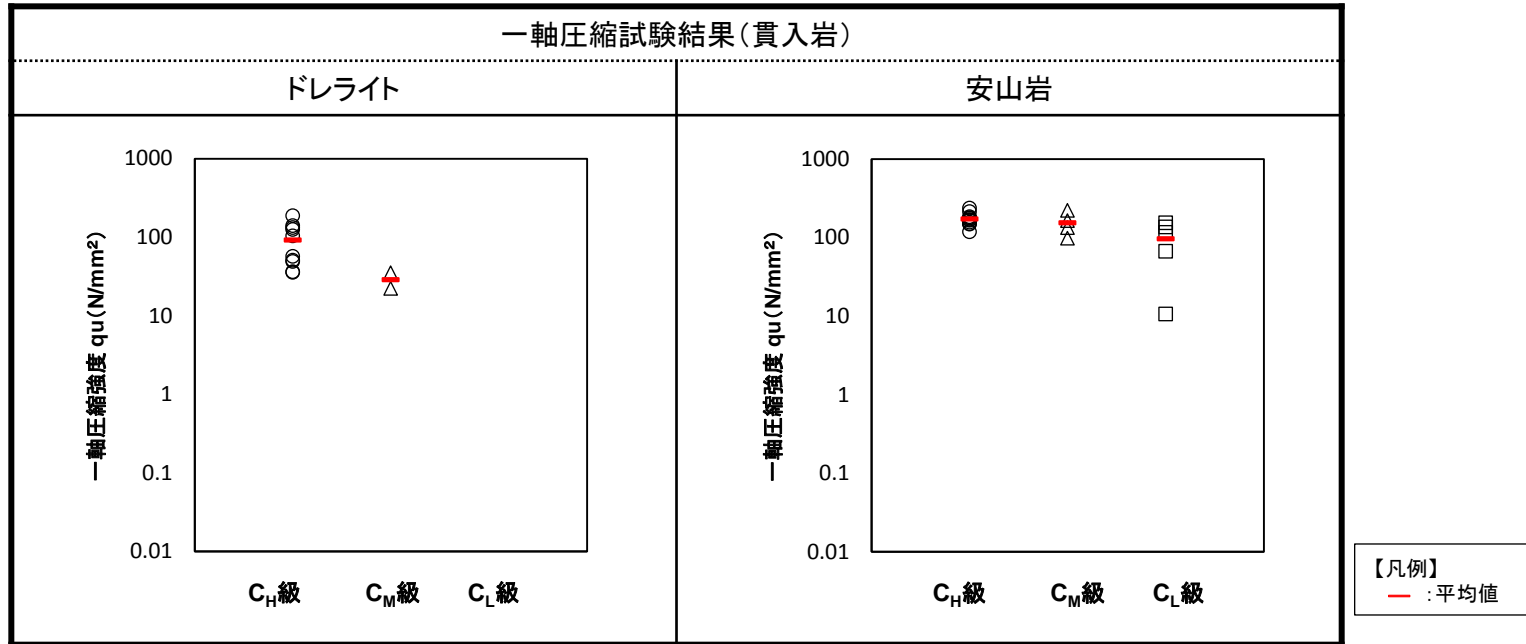 一軸圧縮試験結果(貫入岩)
ドレライト
安山岩
一軸圧縮強度 qu(N/mm²)
1000
100
10
1
0.1
0.01
CH級 CM級 CL級
一軸圧縮強度 qu(N/mm²)
1000
100
10
1
0.1
0.01
CH級 CM級 CL級
【凡例】
:平均値